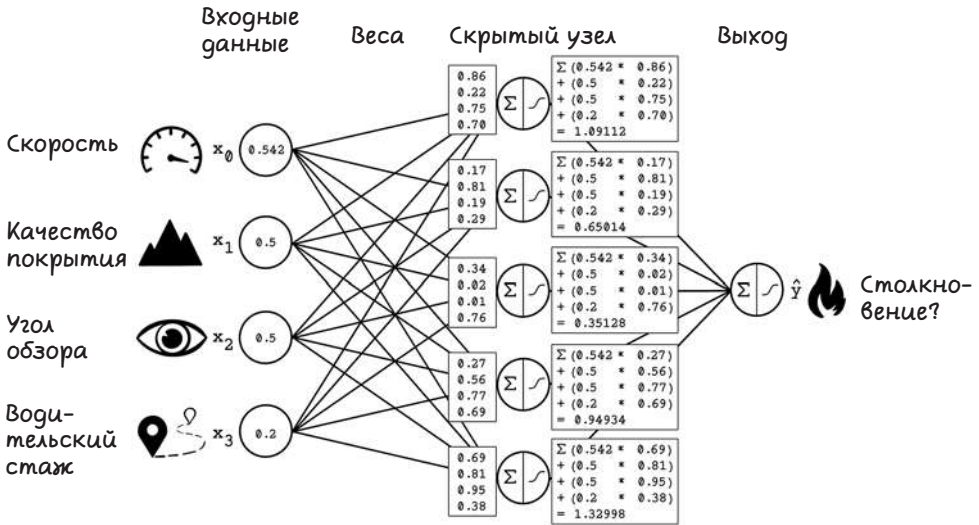 Входные
данные
Веса
Скрытый узел
Выход
Скорость
x0
0.542
Качество
покрытия
x1
0.5
Угол
обзора
x2
0.5
Води-
тельский
стаж
x3
0.2
0.86
0.22
0.75
0.70
Σ
Σ (0.542 * 0.86)
+ (0.5 * 0.22)
+ (0.5 * 0.75)
+ (0.2 * 0.70)
= 1.09112
0.17
0.81
0.19
0.29
Σ
Σ (0.542 * 0.17)
+ (0.5 * 0.81)
+ (0.5 * 0.19)
+ (0.2 * 0.29)
= 0.65014
0.34
0.02
0.01
0.76
Σ
Σ (0.542 * 0.34)
+ (0.5 * 0.02)
+ (0.5 * 0.01)
+ (0.2 * 0.76)
= 0.35128
0.27
0.56
0.77
0.69
Σ
Σ (0.542 * 0.27)
+ (0.5 * 0.56)
+ (0.5 * 0.77)
+ (0.2 * 0.69)
= 0.94934
0.69
0.81
0.95
0.38
Σ
Σ (0.542 * 0.69)
+ (0.5 * 0.81)
+ (0.5 * 0.95)
+ (0.2 * 0.38)
= 1.32998
Σ
ŷ
Столкно-
вение?